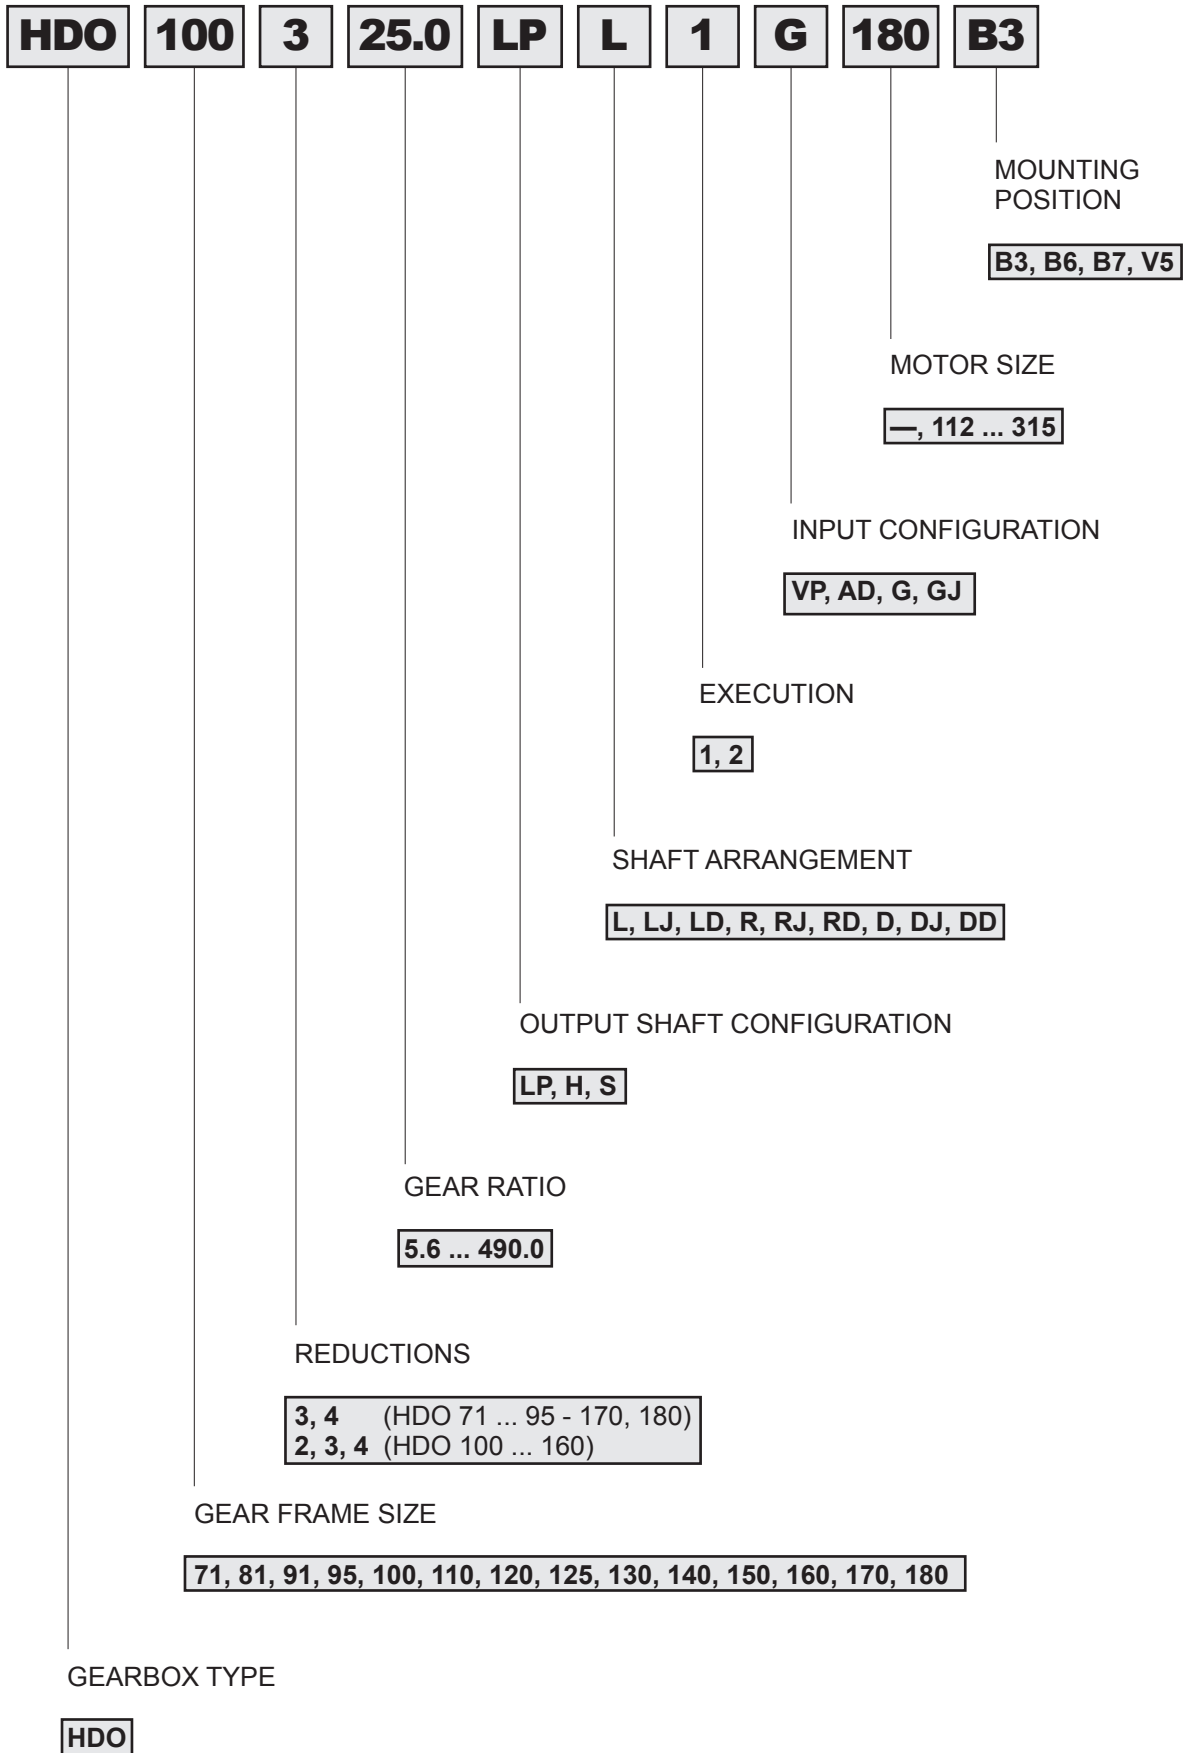 HDO 100 3 25.0 LP L 1 G 180 B3
MOUNTING
POSITION
B3, B6, B7, V5
MOTOR SIZE
—, 112 ... 315
INPUT CONFIGURATION
VP, AD, G, GJ
EXECUTION
1, 2
SHAFT ARRANGEMENT
L, LJ, LD, R, RJ, RD, D, DJ, DD
OUTPUT SHAFT CONFIGURATION
LP, H, S
GEAR RATIO
5.6 ... 490.0
REDUCTIONS
3, 4 (HDO 71 ... 95 - 170, 180)
2, 3, 4 (HDO 100 ... 160)
GEAR FRAME SIZE
71, 81, 91, 95, 100, 110, 120, 125, 130, 140, 150, 160, 170, 180
GEARBOX TYPE
HDO